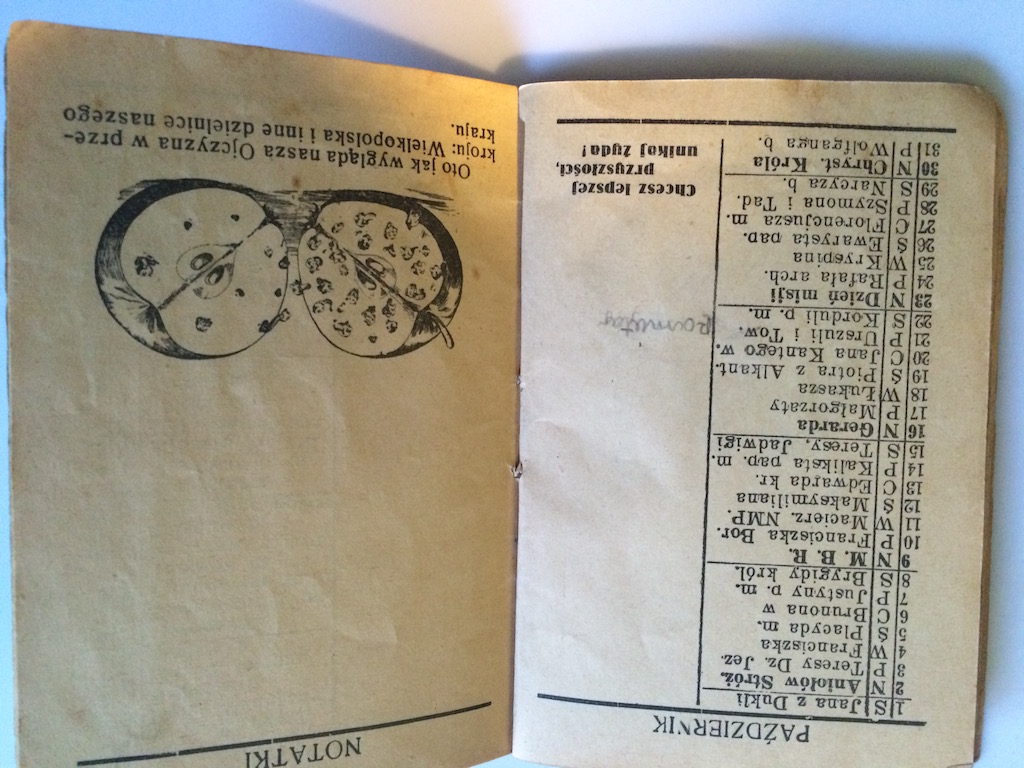 PAŹDZIERNIK
1 S Jana z Dukli
2 N Aniołów Stróż.
3 P Teresy Dz. Jez.
4 W Franciszka
5 Ś Placyda m.
6 C Brunona w
7 P Justyny p. m.
8 S Brygidy król.
9 N M. B. R.
10 P Franciszka Bor.
11 W Macierz. NMP.
12 Ś Maksymiliana
13 C Edwarda kr.
14 P Kaliksta pap. m.
15 S Teresy, Jadwigi
16 N Gerarda
17 P Małgorzaty
18 W Łukasza
19 Ś Piotra z Alkant.
20 C Jana Kantego w.
21 P Urszuli i Tow.
22 S Korduli p. m.
23 N Dzień misji
24 P Rafała arch.
25 W Kryspina
26 Ś Ewarysta pap.
27 C Florencjusza m.
28 P Szymona i Tad.
29 S Narcyza b.
30 N Chryst. Króla
31 P Wolfganga b.
Chcesz lepszej
przyszłości,
unikaj żyda!
NOTATKI
Oto jak wygląda nasza Ojczyzna w prze-
kroju: Wielkopolska i inne dzielnice naszego
kraju.